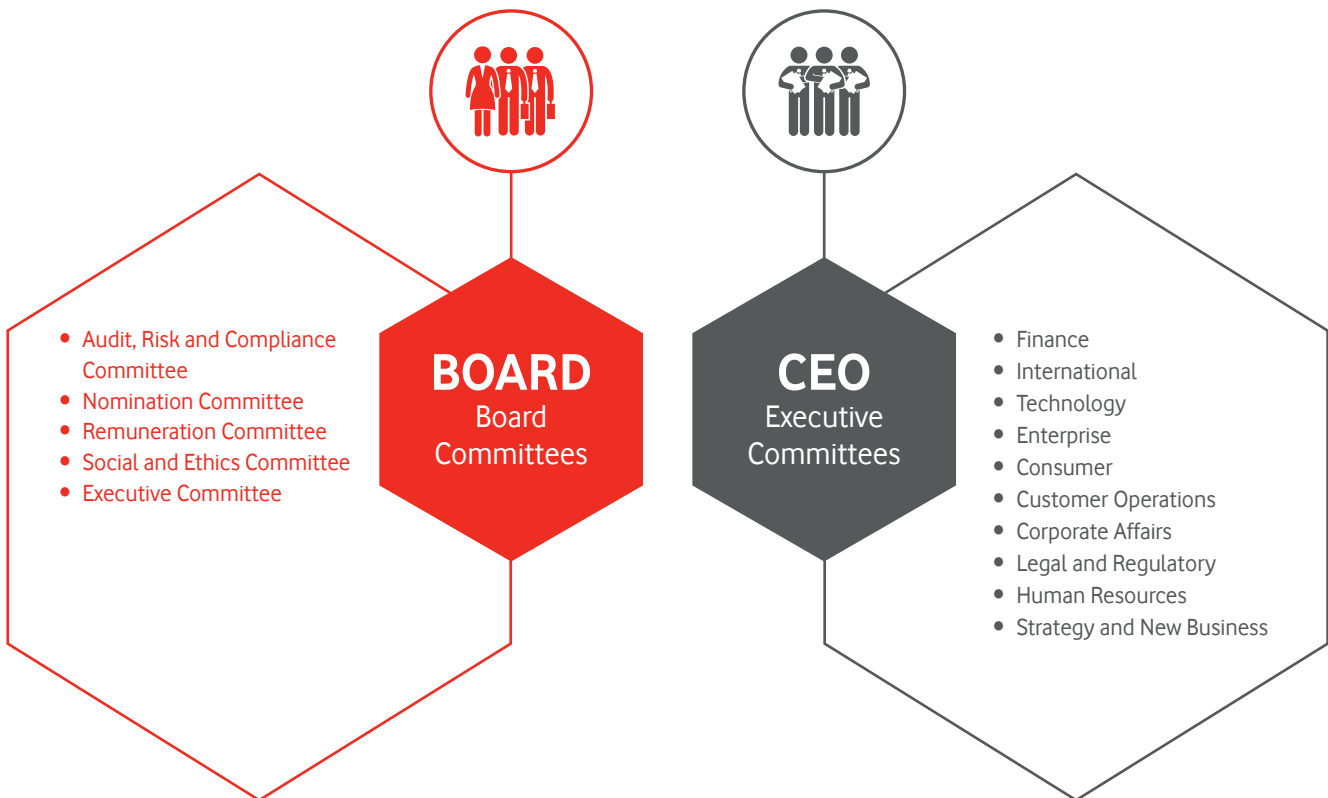 • Audit, Risk and Compliance
Committee
• Nomination Committee
• Remuneration Committee
• Social and Ethics Committee
• Executive Committee
BOARD
Board
Committees
CEO
Executive
Committees
• Finance
• International
• Technology
• Enterprise
• Consumer
• Customer Operations
• Corporate Affairs
• Legal and Regulatory
• Human Resources
• Strategy and New Business